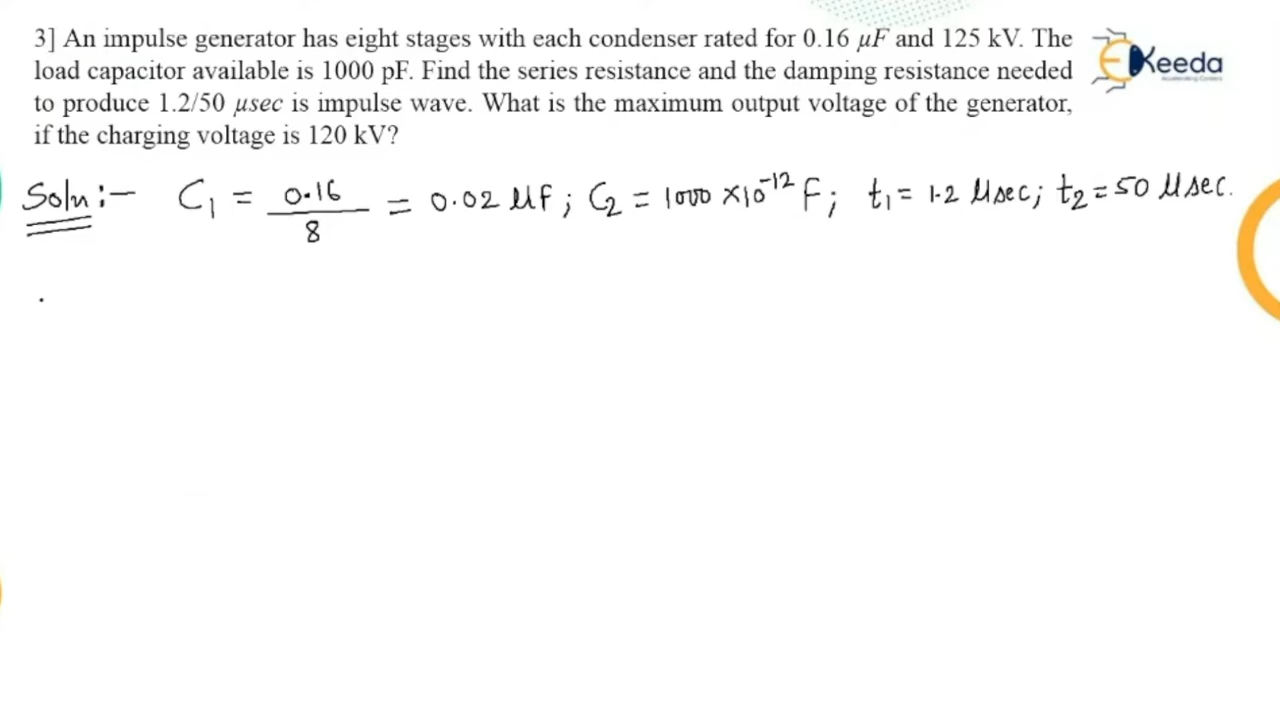 3] An impulse generator has eight stages with each condenser rated for 0.16 μF and 125 kV. The
load capacitor available is 1000 pF. Find the series resistance and the damping resistance needed
to produce 1.2/50 μsec is impulse wave. What is the maximum output voltage of the generator,
if the charging voltage is 120 kV?
EKeeda
Soln:- C₁ = 0.16/8 = 0.02 μF; C₂ = 1000 ×10⁻¹² F; t₁ = 1.2 μsec; t₂ = 50 μsec.